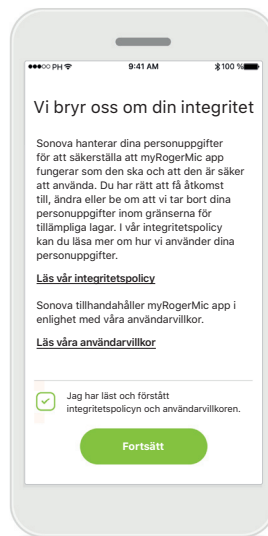 ●●●○○ PH 9:41 AM 100 %
Vi bryr oss om din integritet
Sonova hanterar dina personuppgifter
för att säkerställa att myRogerMic app
fungerar som den ska och att den är säker
att använda. Du har rätt att få åtkomst
till, ändra eller be om att vi tar bort dina
personuppgifter inom gränserna för
tillämpliga lagar. I vår integritetspolicy
kan du läsa mer om hur vi använder dina
personuppgifter.
Läs vår integritetspolicy
Sonova tillhandahåller myRogerMic app i
enlighet med våra användarvillkor.
Läs våra användarvillkor
Jag har läst och förstått
integritetspolicyn och användarvillkoren.
Fortsätt